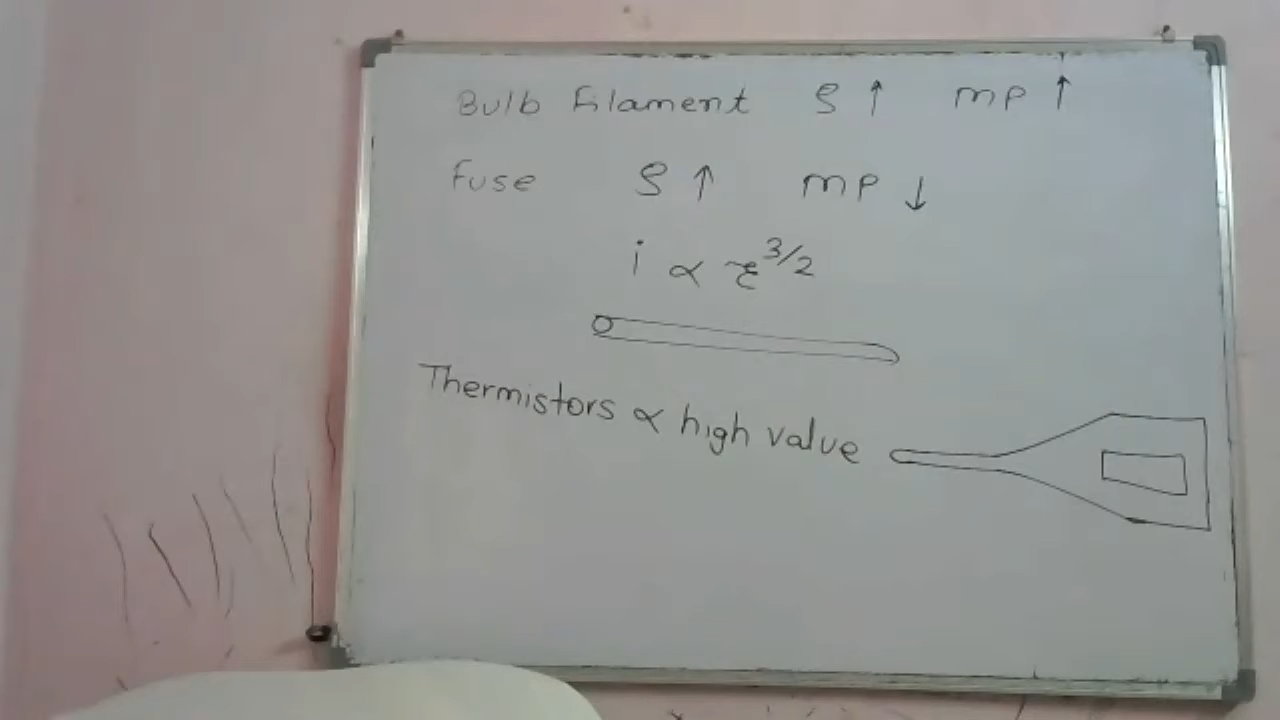 Bulb Filament ρ ↑ mp ↑
Fuse ρ ↑ mP ↓
i ∝ r^3/2
Thermistors ∝ high value